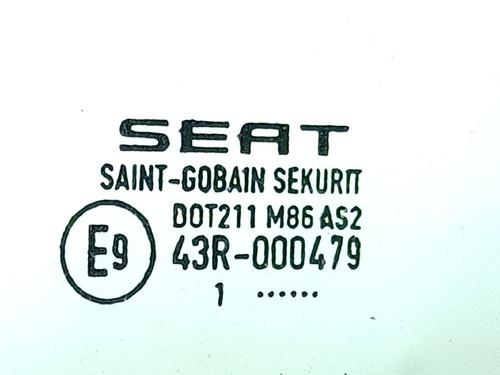 SEAT
SAINT-GOBAIN SEKURIT
DOT211 M86 AS2
E9 43R-000479
1 ......